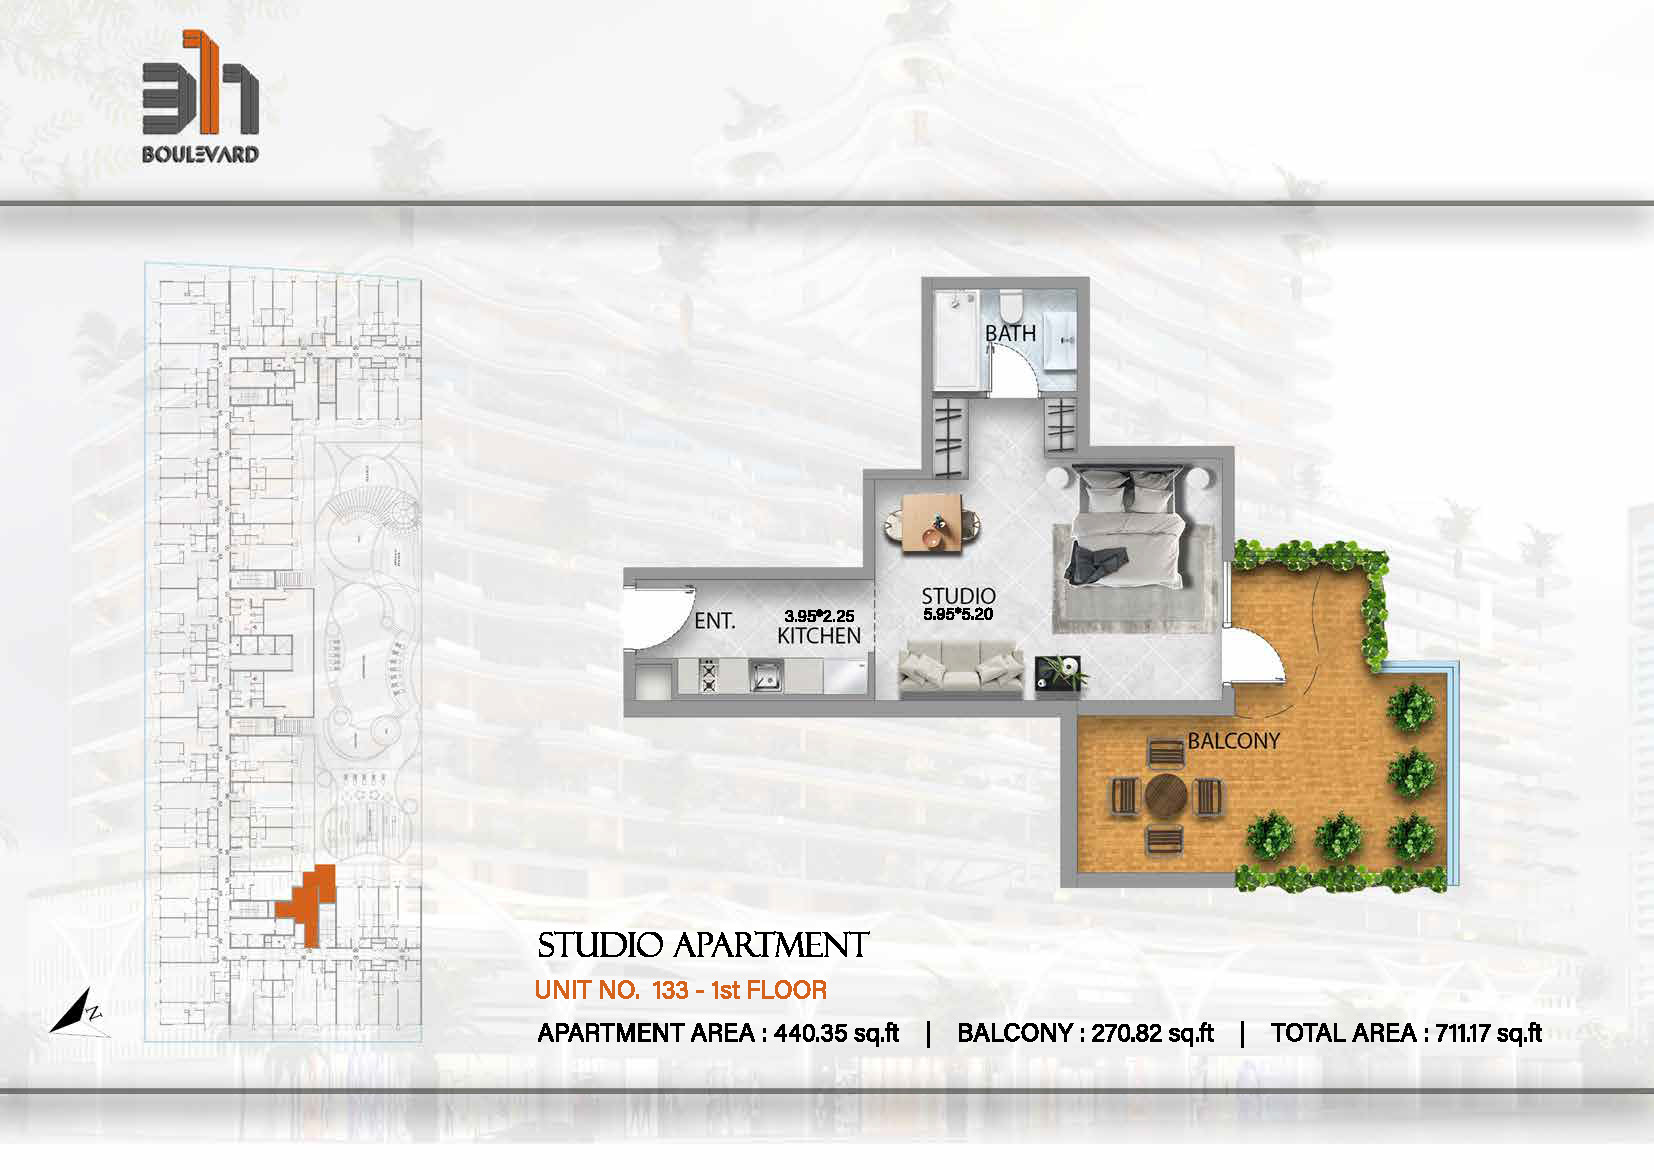 311
BOULEVARD
BATH
STUDIO
5.95*5.20
ENT.
3.95*2.25
KITCHEN
BALCONY
Z
STUDIO APARTMENT
UNIT NO. 133 - 1st FLOOR
APARTMENT AREA : 440.35 sq.ft | BALCONY : 270.82 sq.ft | TOTAL AREA : 711.17 sq.ft